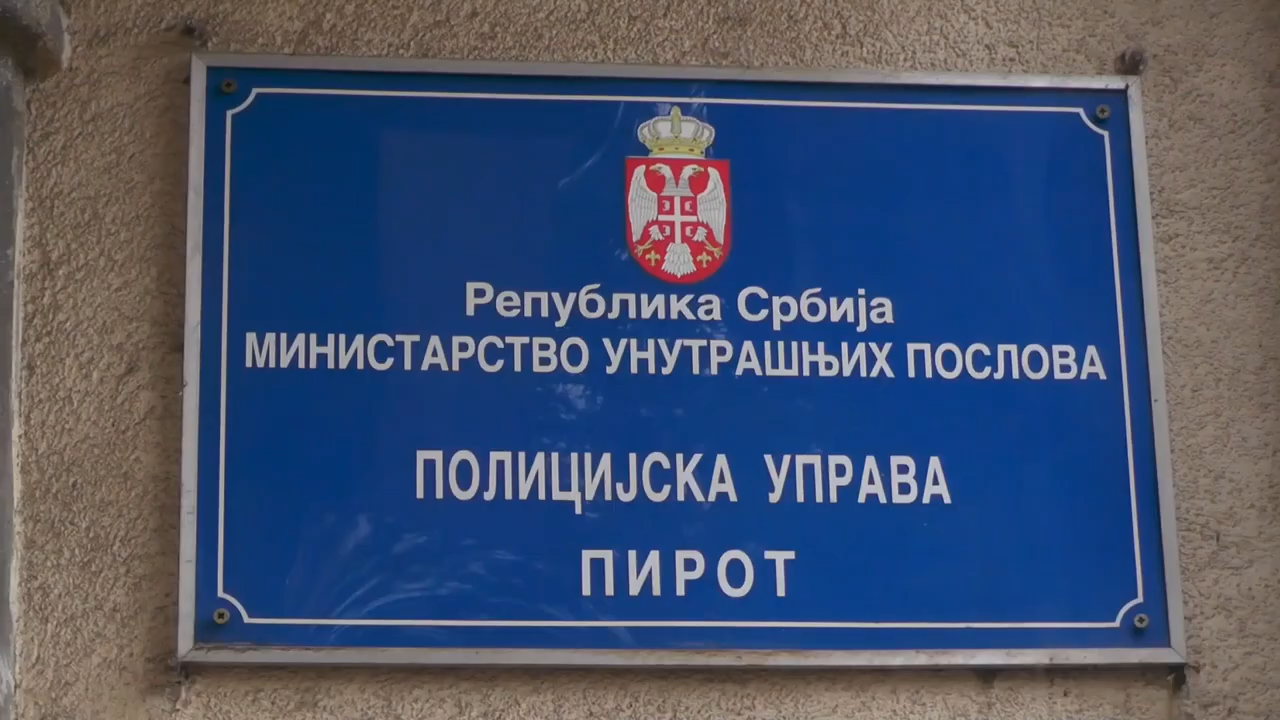 Република Србија
МИНИСТАРСТВО УНУТРАШЊИХ ПОСЛОВА
ПОЛИЦИЈСКА УПРАВА
ПИРОТ